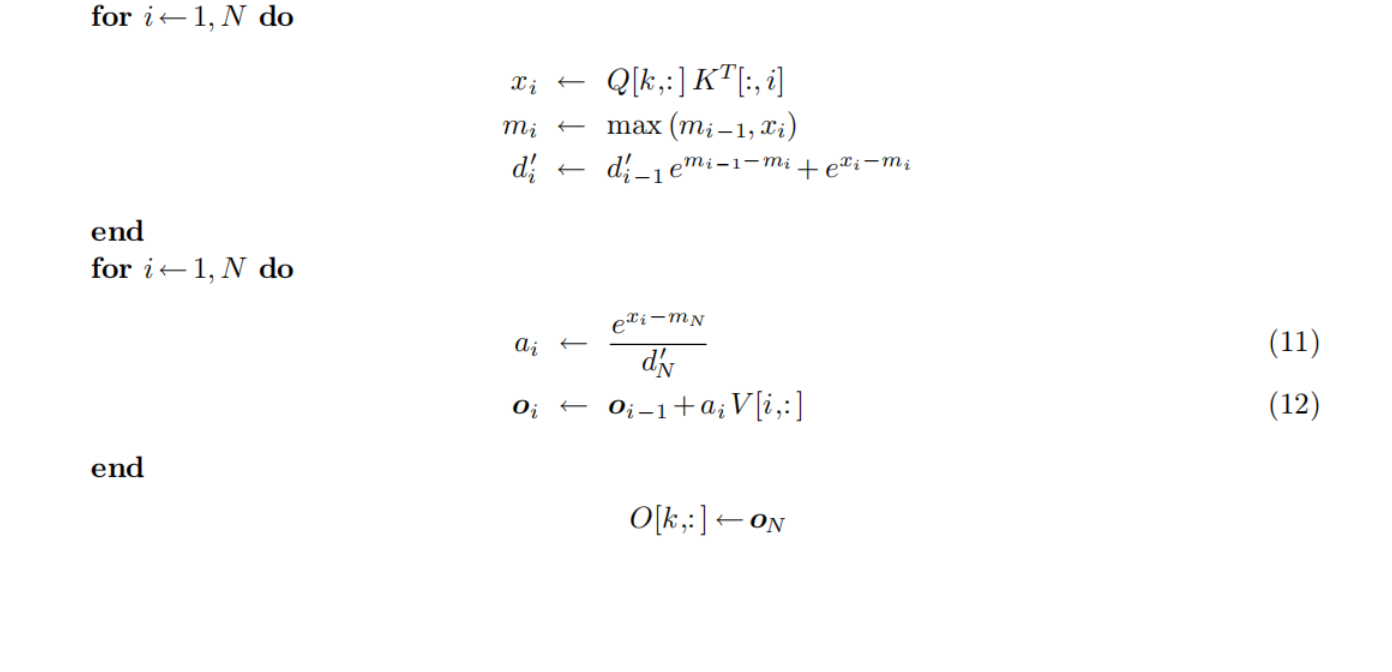 for i ← 1, N do
x_i ← Q[k,:] K^T[:, i]
m_i ← max (m_{i−1}, x_i)
d′_i ← d′_{i−1} e^{m_{i−1}−m_i} + e^{x_i−m_i}
end
for i ← 1, N do
a_i ← \frac{e^{x_i−m_N}}{d′_N} (11)
o_i ← o_{i−1} + a_i V[i,:] (12)
end
O[k,:] ← o_N